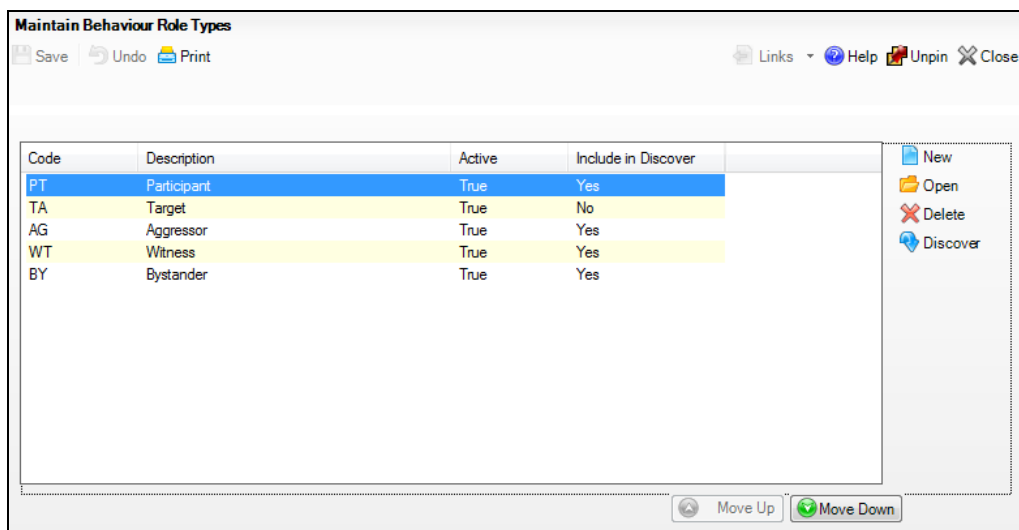 Maintain Behaviour Role Types
Save Undo Print Links Help Unpin Close
Code Description Active Include in Discover
PT Participant True Yes
TA Target True No
AG Aggressor True Yes
WT Witness True Yes
BY Bystander True Yes
New
Open
Delete
Discover
Move Up Move Down